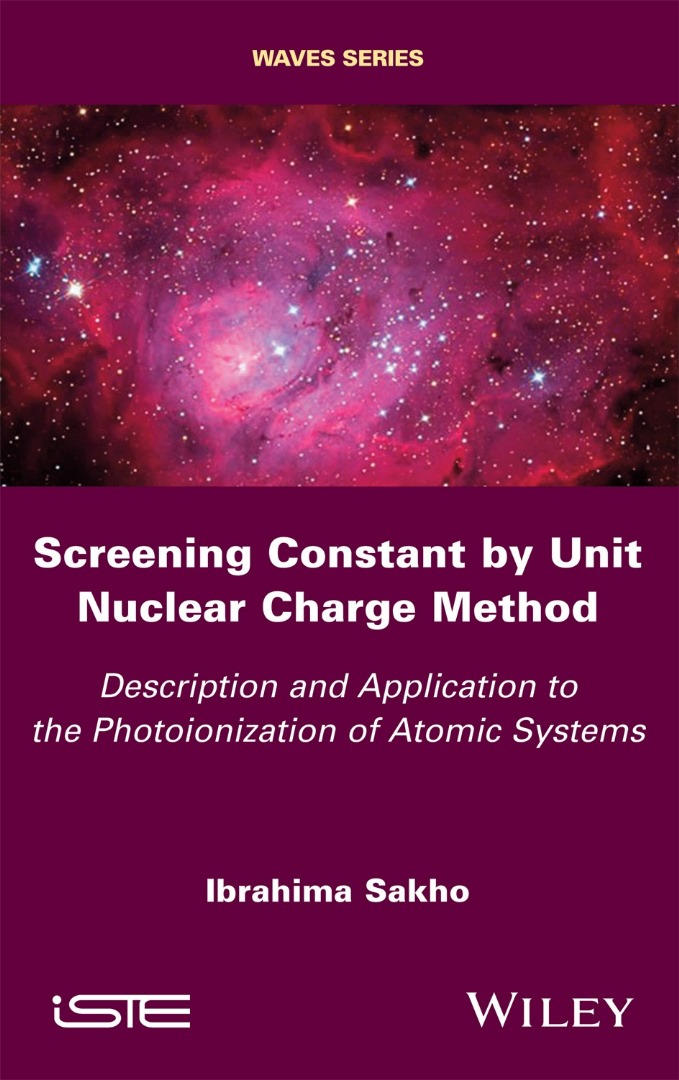 WAVES SERIES
Screening Constant by Unit
Nuclear Charge Method
Description and Application to
the Photoionization of Atomic Systems
Ibrahima Sakho
iSTE
WILEY